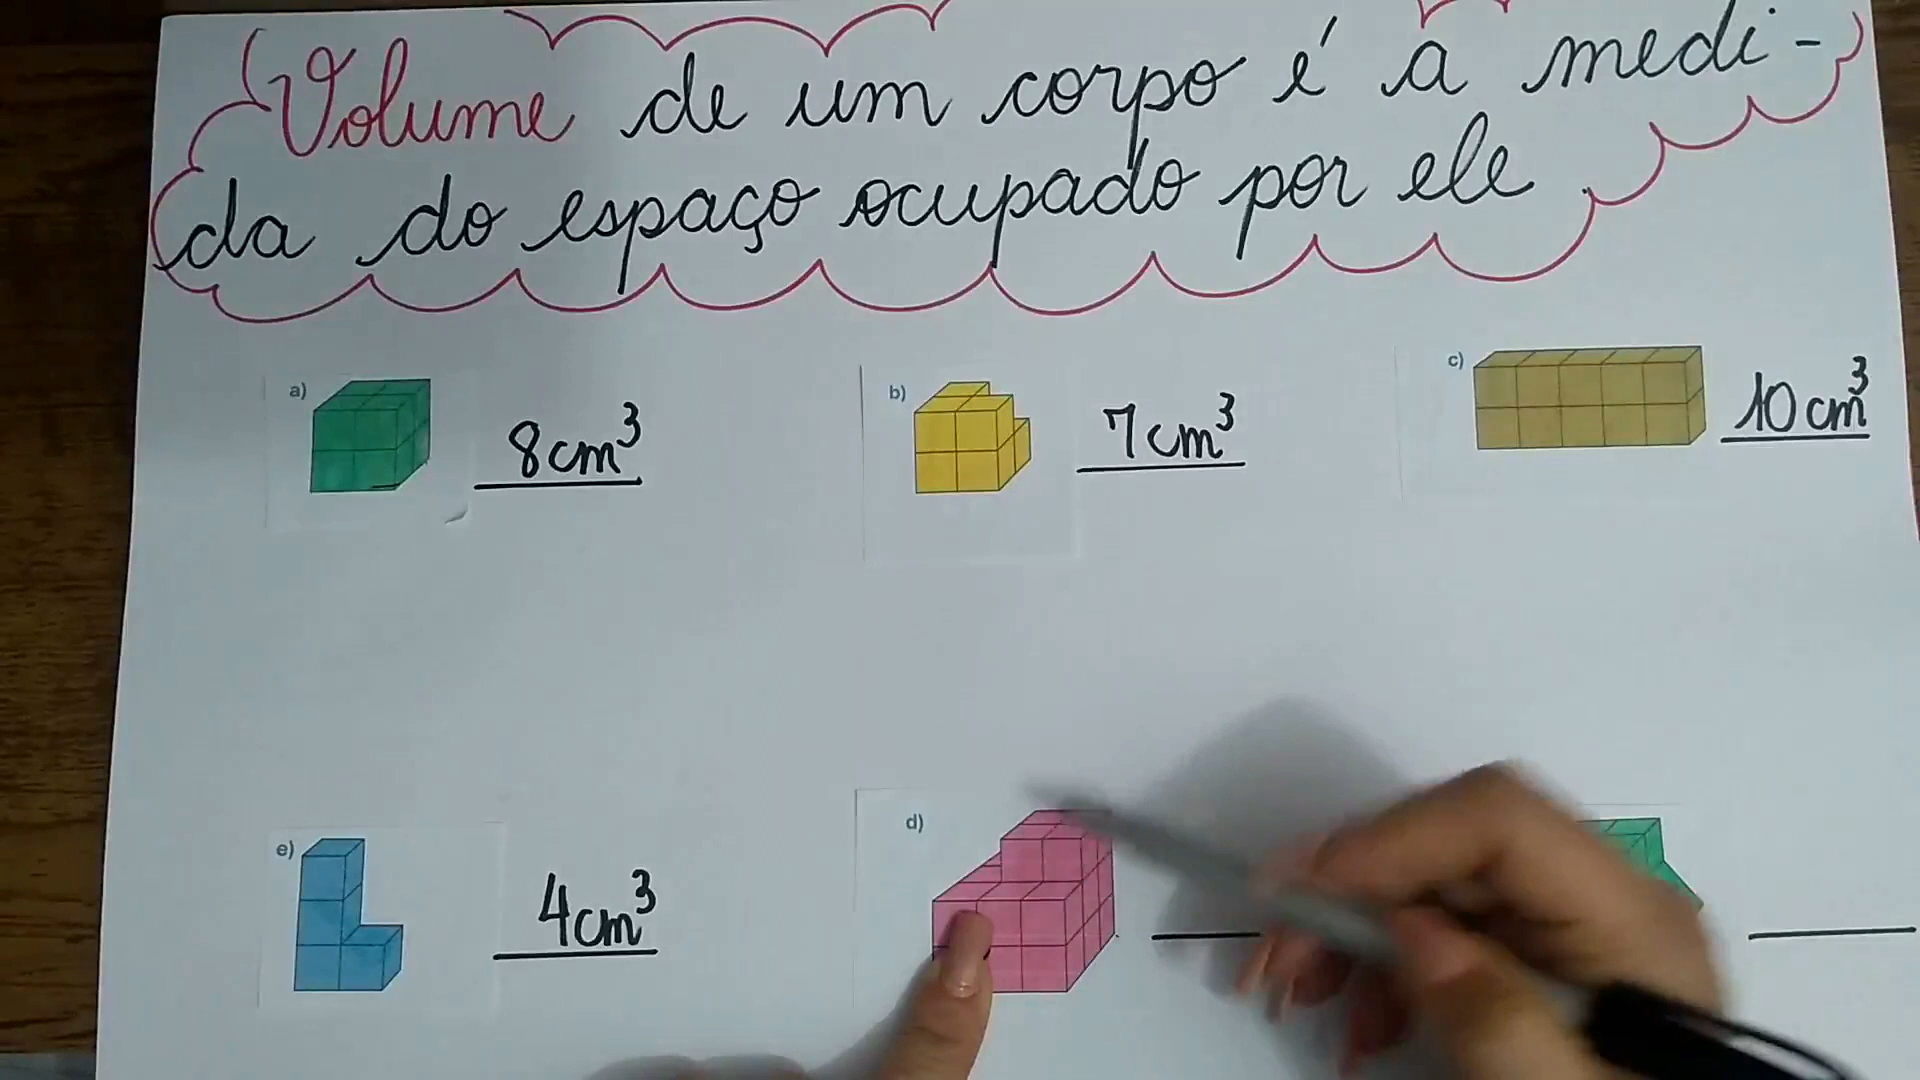 Volume de um corpo é a medi-
da do espaço ocupado por ele
a) 8cm³
b) 7cm³
c) 10cm³
e) 4cm³
d)